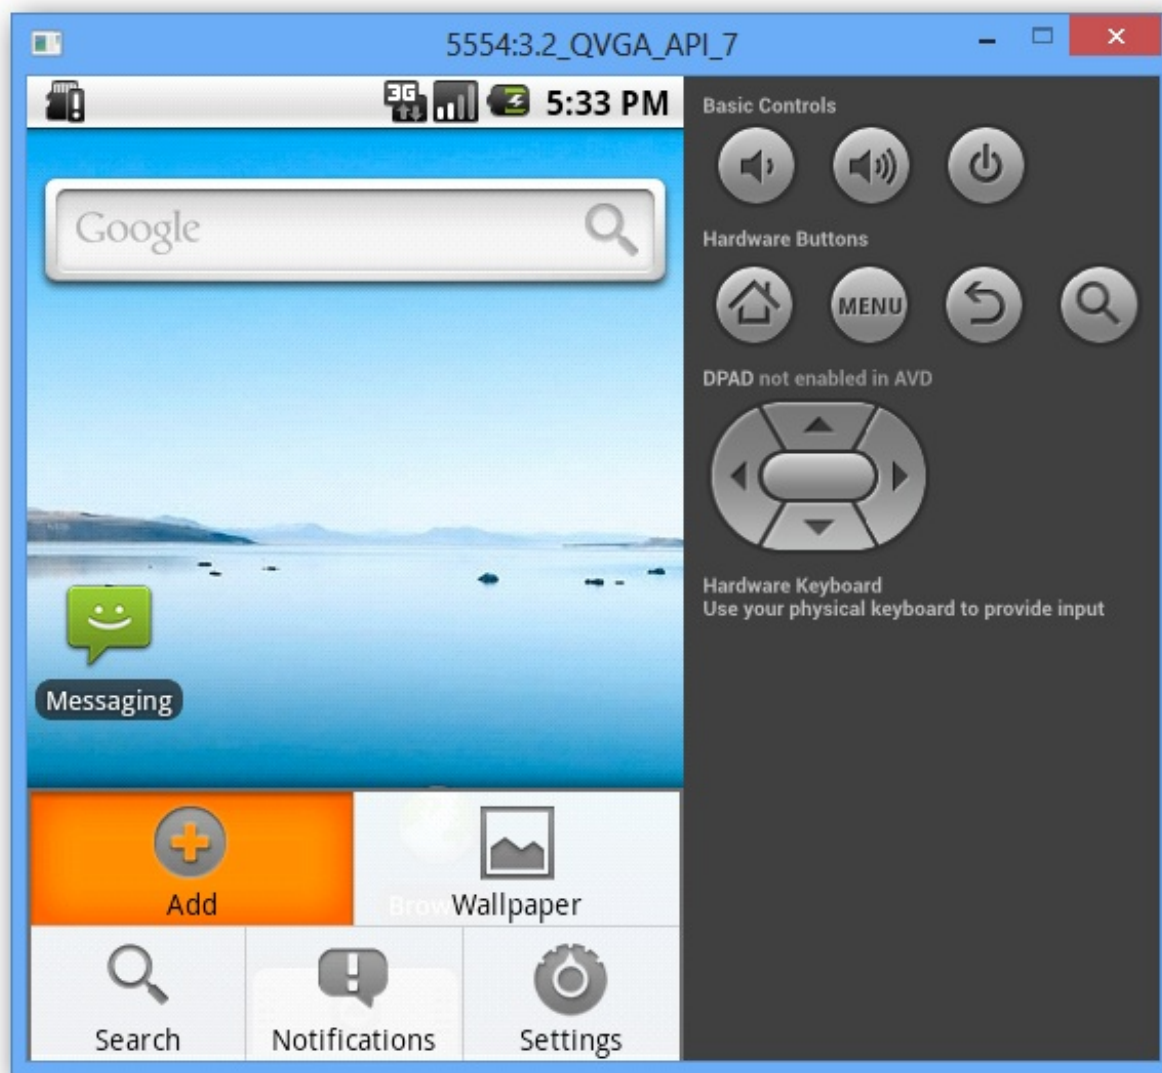 5554:3.2_QVGA_API_7
3G 5:33 PM
Basic Controls
Google
Hardware Buttons
MENU
DPAD not enabled in AVD
Hardware Keyboard
Use your physical keyboard to provide input
Messaging
Add
Wallpaper
Search
Notifications
Settings